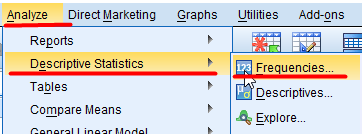 Analyze Direct Marketing Graphs Utilities Add-ons
Reports
Descriptive Statistics
Tables
Compare Means
General Linear Model
123 Frequencies...
Descriptives...
Explore...